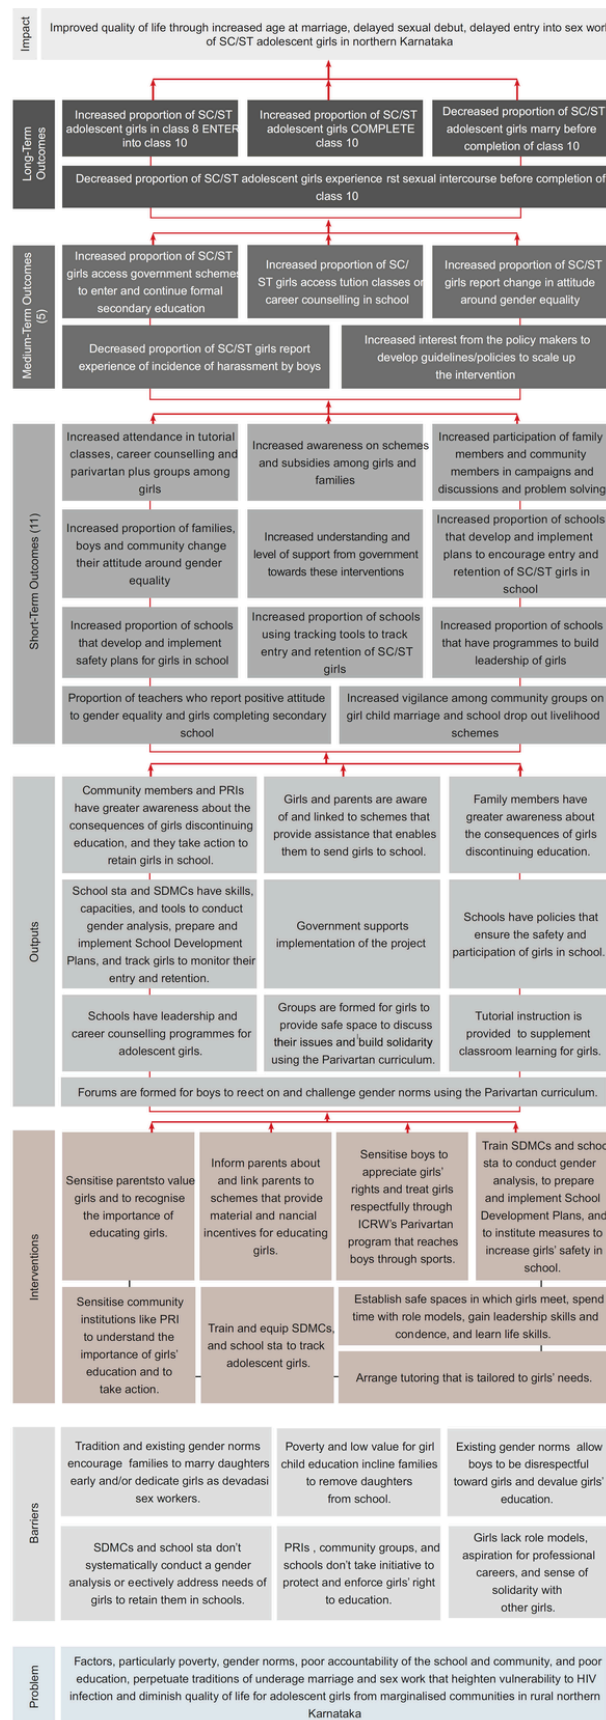 Impact
Improved quality of life through increased age at marriage, delayed sexual debut, delayed entry into sex work
of SC/ST adolescent girls in northern Karnataka
Long-Term
Outcomes
Increased proportion of SC/ST
adolescent girls in class 8 ENTER
into class 10
Increased proportion of SC/ST
adolescent girls COMPLETE
class 10
Decreased proportion of SC/ST
adolescent girls marry before
completion of class 10
Decreased proportion of SC/ST adolescent girls experience rst sexual intercourse before completion of
class 10
Medium-Term Outcomes
(5)
Increased proportion of SC/ST
girls access government schemes
to enter and continue formal
secondary education
Increased proportion of SC/
ST girls access tution classes or
career counselling in school
Increased proportion of SC/ST
girls report change in attitude
around gender equality
Decreased proportion of SC/ST girls report
experience of incidence of harassment by boys
Increased interest from the policy makers to
develop guidelines/policies to scale up
the intervention
Short-Term Outcomes (11)
Increased attendance in tutorial
classes, career counselling and
parivartan plus groups among
girls
Increased awareness on schemes
and subsidies among girls and
families
Increased participation of family
members and community
members in campaigns and
discussions and problem solving
Increased proportion of families,
boys and community change
their attitude around gender
equality
Increased understanding and
level of support from government
towards these interventions
Increased proportion of schools
that develop and implement
plans to encourage entry and
retention of SC/ST girls in
school
Increased proportion of schools
that develop and implement
safety plans for girls in school
Increased proportion of schools
using tracking tools to track
entry and retention of SC/ST
girls
Increased proportion of schools
that have programmes to build
leadership of girls
Proportion of teachers who report positive attitude
to gender equality and girls completing secondary
school
Increased vigilance among community groups on
girl child marriage and school drop out livelihood
schemes
Outputs
Community members and PRIs
have greater awareness about the
consequences of girls discontinuing
education, and they take action to
retain girls in school.
Girls and parents are aware
of and linked to schemes that
provide assistance that enables
them to send girls to school.
Family members have
greater awareness about
the consequences of girls
discontinuing education.
School sta and SDMCs have skills,
capacities, and tools to conduct
gender analysis, prepare and
implement School Development
Plans, and track girls to monitor their
entry and retention.
Government supports
implementation of the project
Schools have policies that
ensure the safety and
participation of girls in school.
Schools have leadership and
career counselling programmes for
adolescent girls.
Groups are formed for girls to
provide safe space to discuss
their issues and build solidarity
using the Parivartan curriculum.
Tutorial instruction is
provided to supplement
classroom learning for girls.
Forums are formed for boys to reect on and challenge gender norms using the Parivartan curriculum.
Interventions
Sensitise parentsto value
girls and to recognise
the importance of
educating girls.
Inform parents about
and link parents to
schemes that provide
material and nancial
incentives for educating
girls.
Sensitise boys to
appreciate girls'
rights and treat girls
respectfully through
ICRW's Parivartan
program that reaches
boys through sports.
Train SDMCs and school
sta to conduct gender
analysis, to prepare
and implement School
Development Plans, and
to institute measures to
increase girls' safety in
school.
Sensitise community
institutions like PRI
to understand the
importance of girls'
education and to
take action.
Train and equip SDMCs,
and school sta to track
adolescent girls.
Establish safe spaces in which girls meet, spend
time with role models, gain leadership skills and
condence, and learn life skills.
Arrange tutoring that is tailored to girls' needs.
Barriers
Tradition and existing gender norms
encourage families to marry daughters
early and/or dedicate girls as devadasi
sex workers.
Poverty and low value for girl
child education incline families
to remove daughters
from school.
Existing gender norms allow
boys to be disrespectful
toward girls and devalue girls'
education.
SDMCs and school sta don't
systematically conduct a gender
analysis or eectively address needs of
girls to retain them in schools.
PRIs , community groups, and
schools don't take initiative to
protect and enforce girls' right
to education.
Girls lack role models,
aspiration for professional
careers, and sense of
solidarity with
other girls.
Problem
Factors, particularly poverty, gender norms, poor accountability of the school and community, and poor
education, perpetuate traditions of underage marriage and sex work that heighten vulnerability to HIV
infection and diminish quality of life for adolescent girls from marginalised communities in rural northern
Karnataka